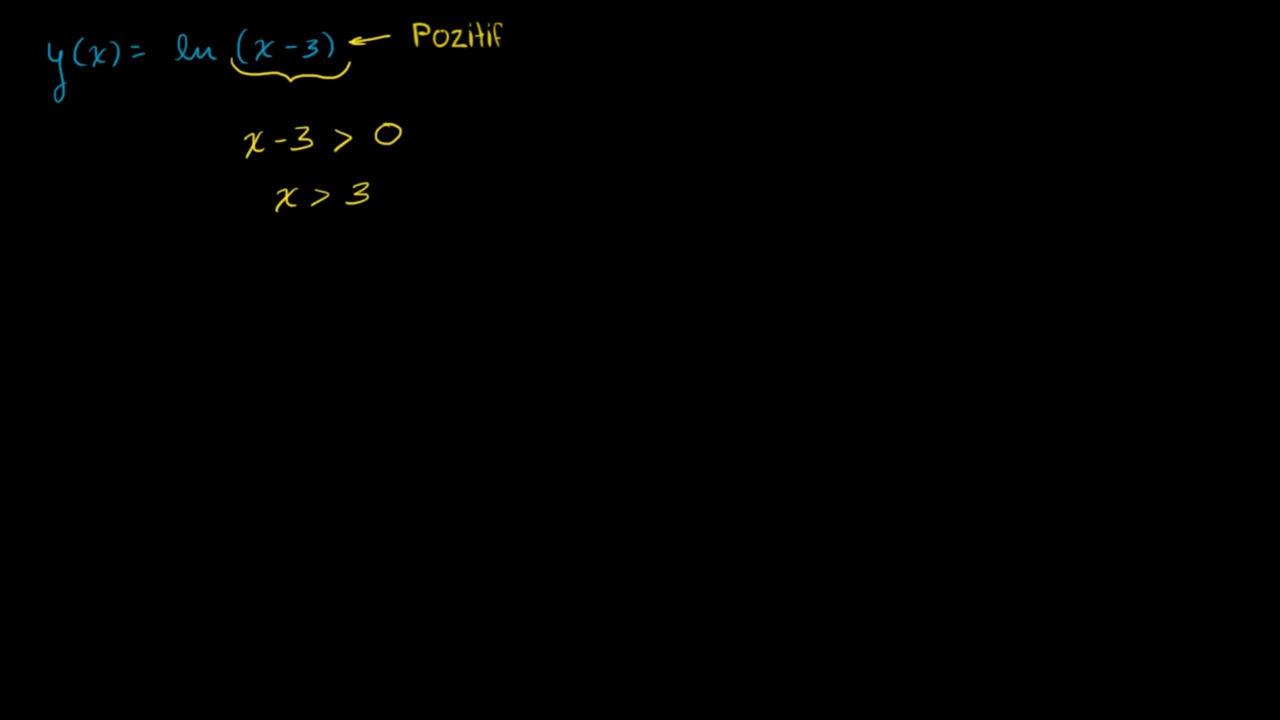 y(x) = ln (x-3) ← Pozitif
x-3 > 0
x > 3